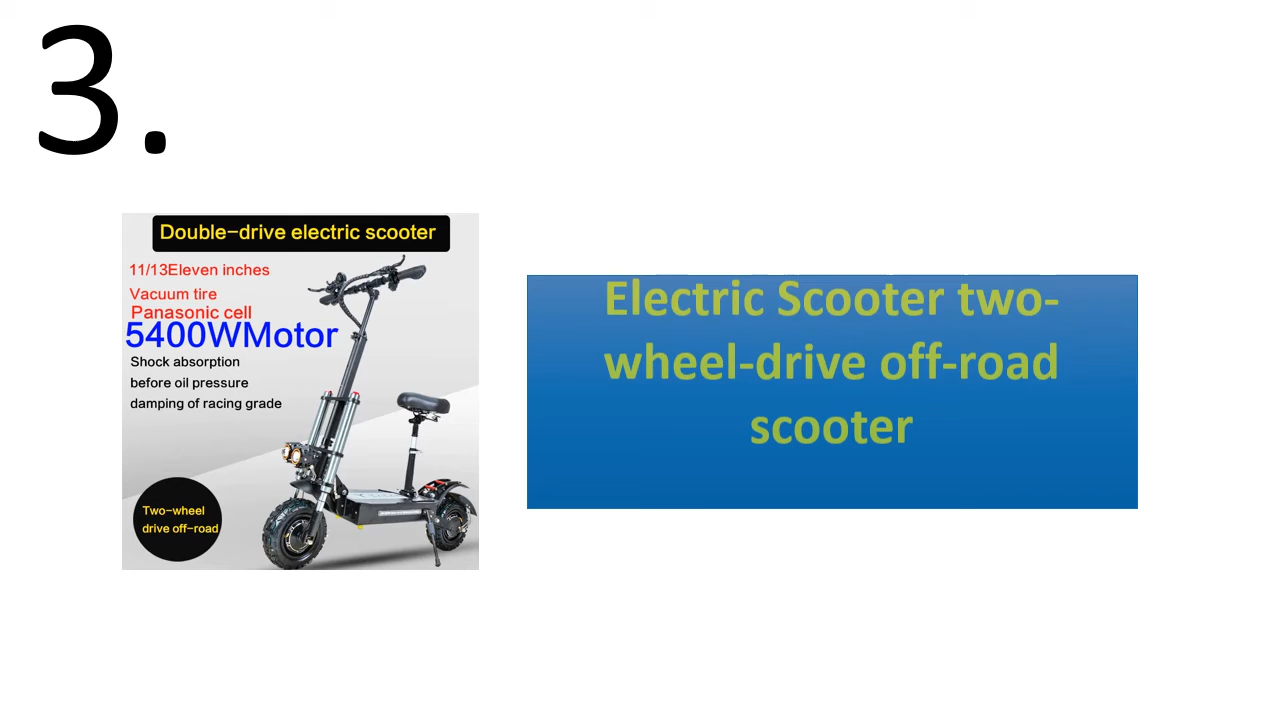 3.
Double-drive electric scooter
11/13Eleven inches
Vacuum tire
Panasonic cell
5400WMotor
Shock absorption
before oil pressure
damping of racing grade
Two-wheel
drive off-road
Electric Scooter two-
wheel-drive off-road
scooter